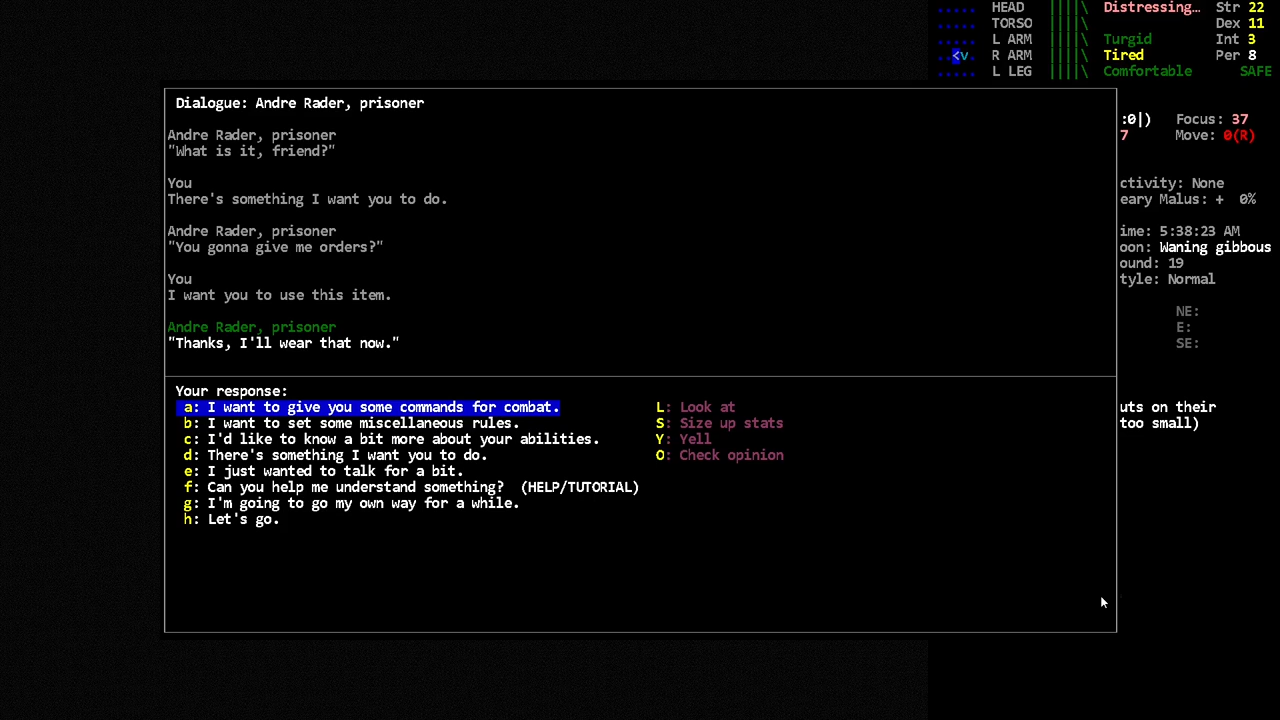 HEAD ||||\ Distressing… Str 22
TORSO ||||\ Dex 11
L ARM ||||\ Turgid Int 3
<v R ARM ||||\ Tired Per 8
L LEG ||||\ Comfortable SAFE
Dialogue: Andre Rader, prisoner
:0|) Focus: 37
Andre Rader, prisoner
7 Move: 0(R)
"What is it, friend?"
You
ctivity: None
There's something I want you to do.
eary Malus: + 0%
Andre Rader, prisoner
ime: 5:38:23 AM
"You gonna give me orders?"
oon: Waning gibbous
ound: 19
You
tyle: Normal
I want you to use this item.
NE:
Andre Rader, prisoner
E:
"Thanks, I'll wear that now."
SE:
Your response:
a: I want to give you some commands for combat.
L: Look at
uts on their
b: I want to set some miscellaneous rules.
S: Size up stats
too small)
c: I'd like to know a bit more about your abilities.
Y: Yell
d: There's something I want you to do.
O: Check opinion
e: I just wanted to talk for a bit.
f: Can you help me understand something? (HELP/TUTORIAL)
g: I'm going to go my own way for a while.
h: Let's go.